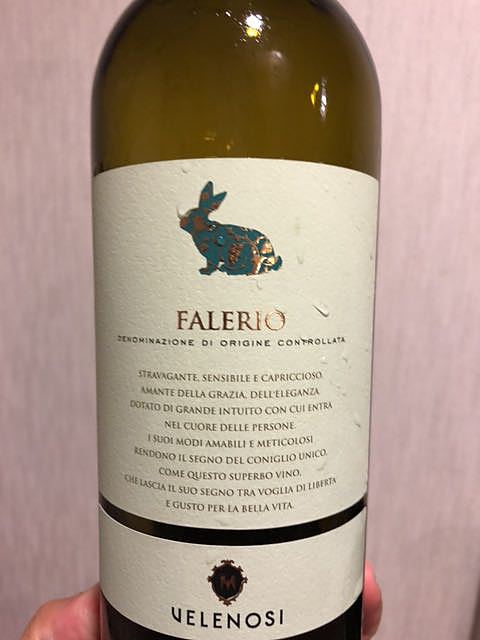 FALERIO
DENOMINAZIONE DI ORIGINE CONTROLLATA
STRAVAGANTE, SENSIBILE E CAPRICCIOSO,
AMANTE DELLA GRAZIA, DELL'ELEGANZA
DOTATO DI GRANDE INTUITO CON CUI ENTRA
NEL CUORE DELLE PERSONE.
I SUOI MODI AMABILI E METICOLOSI
RENDONO IL SEGNO DEL CONIGLIO UNICO,
COME QUESTO SUPERBO VINO,
CHE LASCIA IL SUO SEGNO TRA VOGLIA DI LIBERTA
E GUSTO PER LA BELLA VITA.
VELENOSI